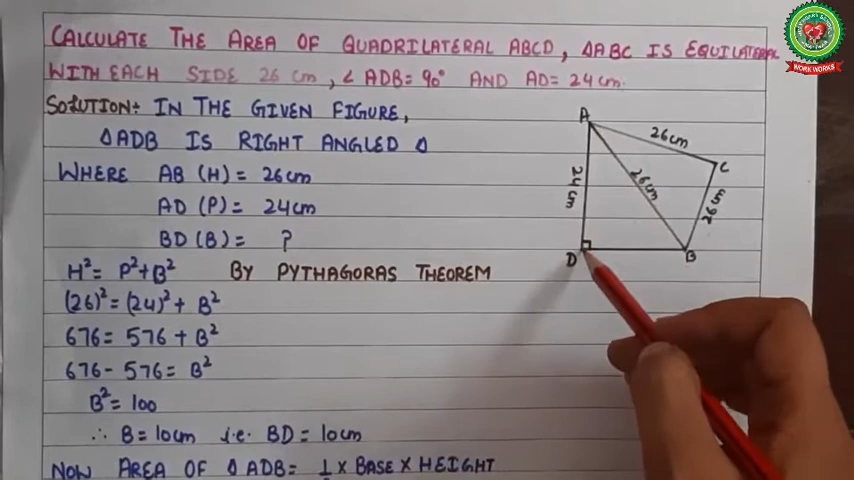 CALCULATE THE AREA OF QUADRILATERAL ABCD, ΔABC IS EQUILATERAL
WITH EACH SIDE 26 cm, ∠ ADB= 90° AND AD= 24 cm.
SOLUTION:- IN THE GIVEN FIGURE,
ΔADB IS RIGHT ANGLED Δ
WHERE AB (H) = 26cm
AD (P) = 24cm
BD (B) = ?
H²= P²+B² BY PYTHAGORAS THEOREM
(26)²= (24)² + B²
676= 576 + B²
676- 576= B²
B²= 100
∴ B= 10cm i.e. BD= 10cm
NOW AREA OF Δ ADB= 1 × BASE × HEIGHT
A
26cm
C
24cm
26cm
26cm
D
B
WORK WORKS